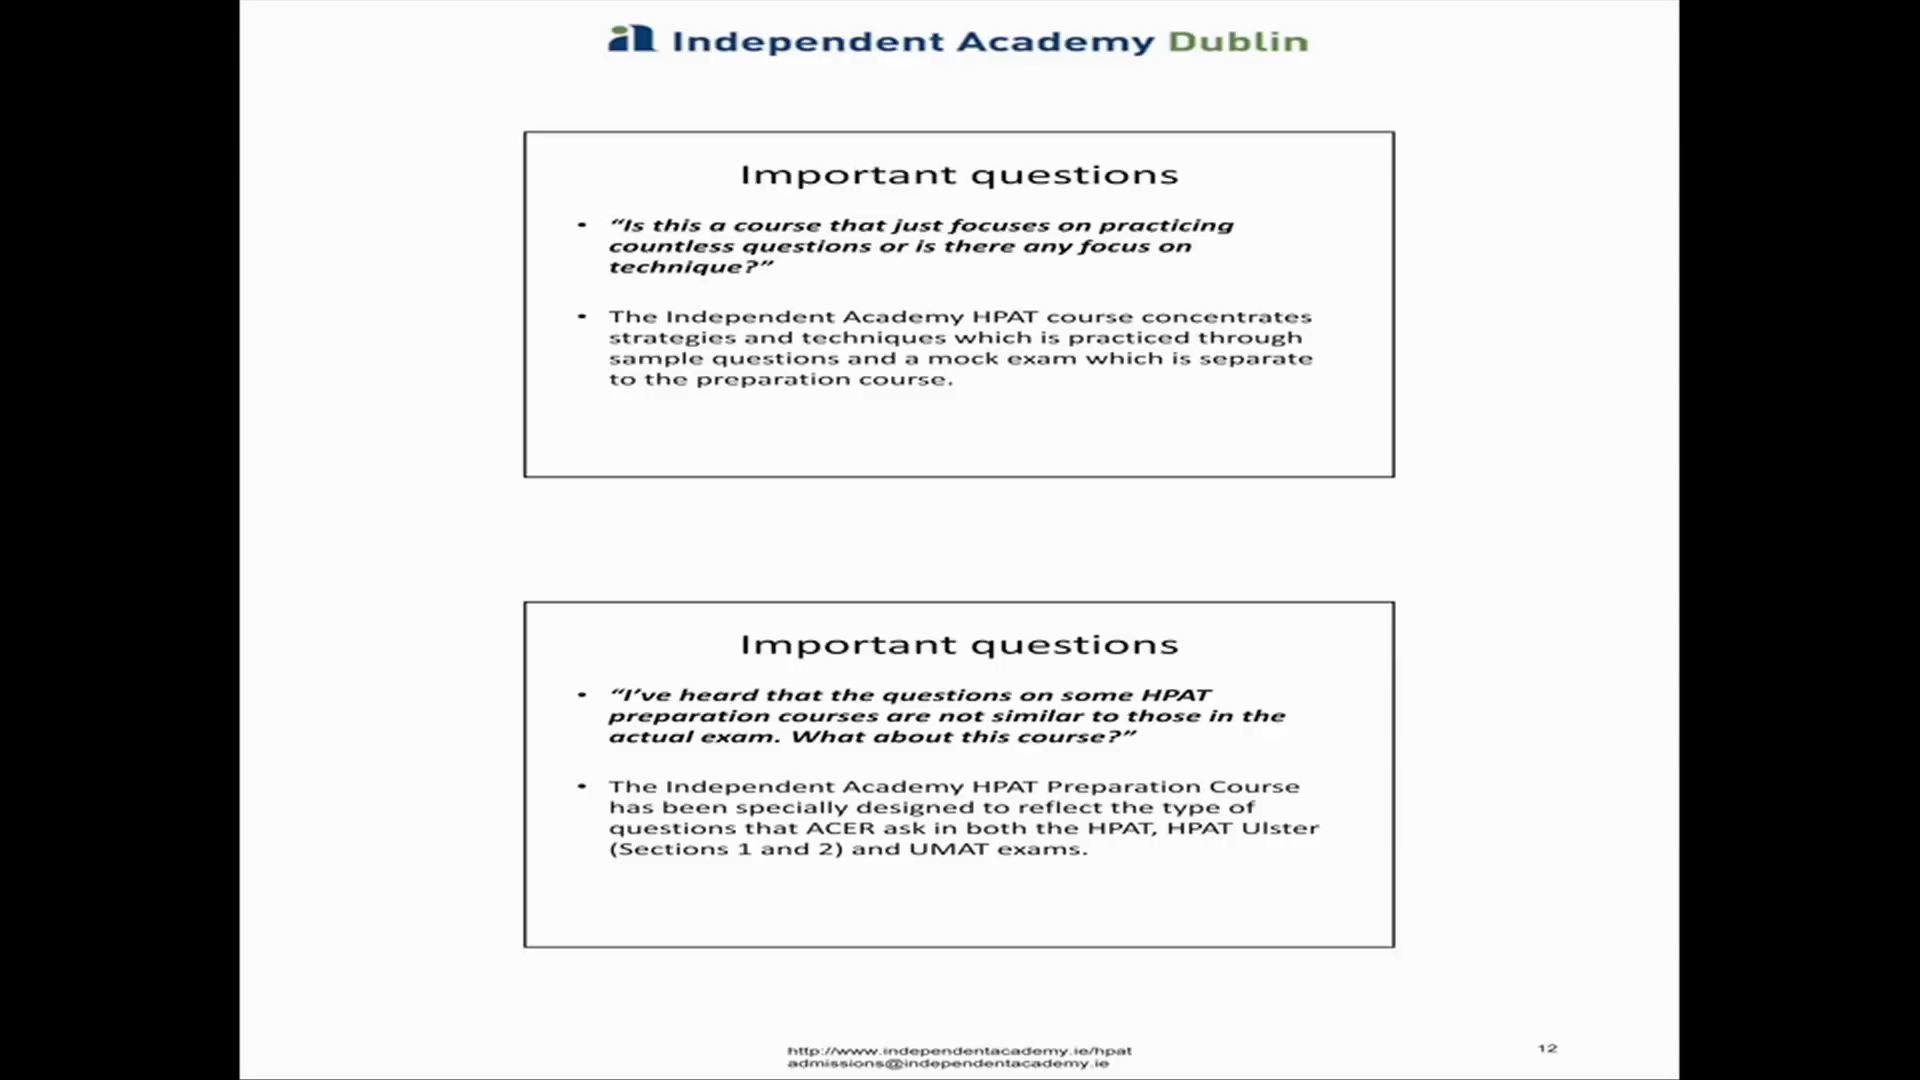 Independent Academy Dublin
Important questions
• “Is this a course that just focuses on practicing
countless questions or is there any focus on
technique?”
• The Independent Academy HPAT course concentrates
strategies and techniques which is practiced through
sample questions and a mock exam which is separate
to the preparation course.
Important questions
• “I’ve heard that the questions on some HPAT
preparation courses are not similar to those in the
actual exam. What about this course?”
• The Independent Academy HPAT Preparation Course
has been specially designed to reflect the type of
questions that ACER ask in both the HPAT, HPAT Ulster
(Sections 1 and 2) and UMAT exams.
http://www.independentacademy.ie/hpat
admissions@independentacademy.ie
12